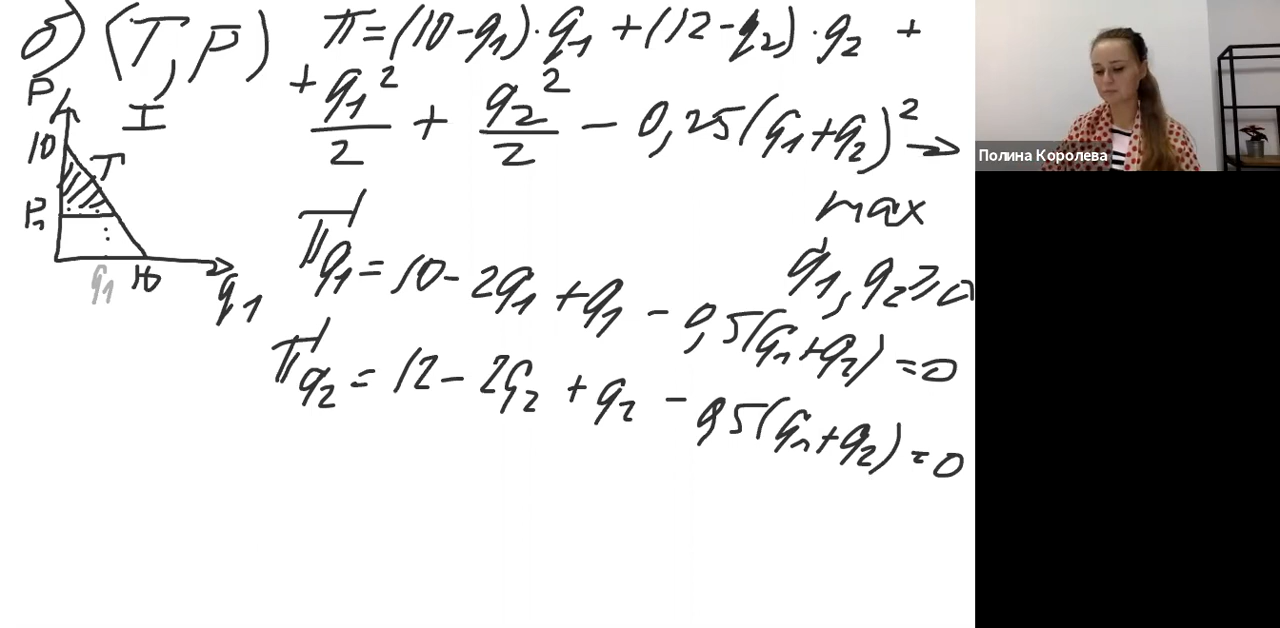 б) (T, P) π=(10-q₁)·q₁+(12-q₂)·q₂ +
+ q₁²/2 + q₂²/2 - 0,25(q₁+q₂)² →
max
q₁, q₂ ≥ 0
π'q₁ = 10-2q₁+q₁ - 0,5(q₁+q₂) = 0
π'q₂ = 12-2q₂+q₂ - 0,5(q₁+q₂) = 0
P
I
10
T
P₁
q₁
10
q₁
Полина Королева